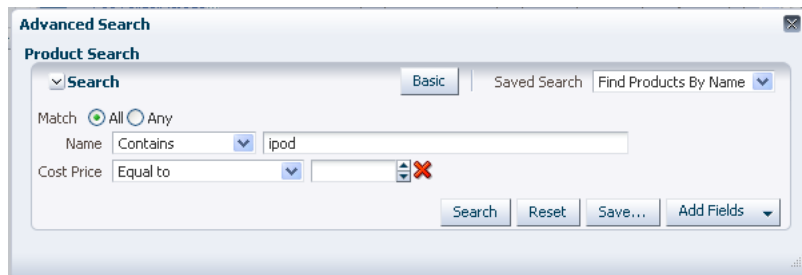 Advanced Search
Product Search
Search Basic Saved Search Find Products By Name
Match All Any
Name Contains ipod
Cost Price Equal to
Search Reset Save... Add Fields